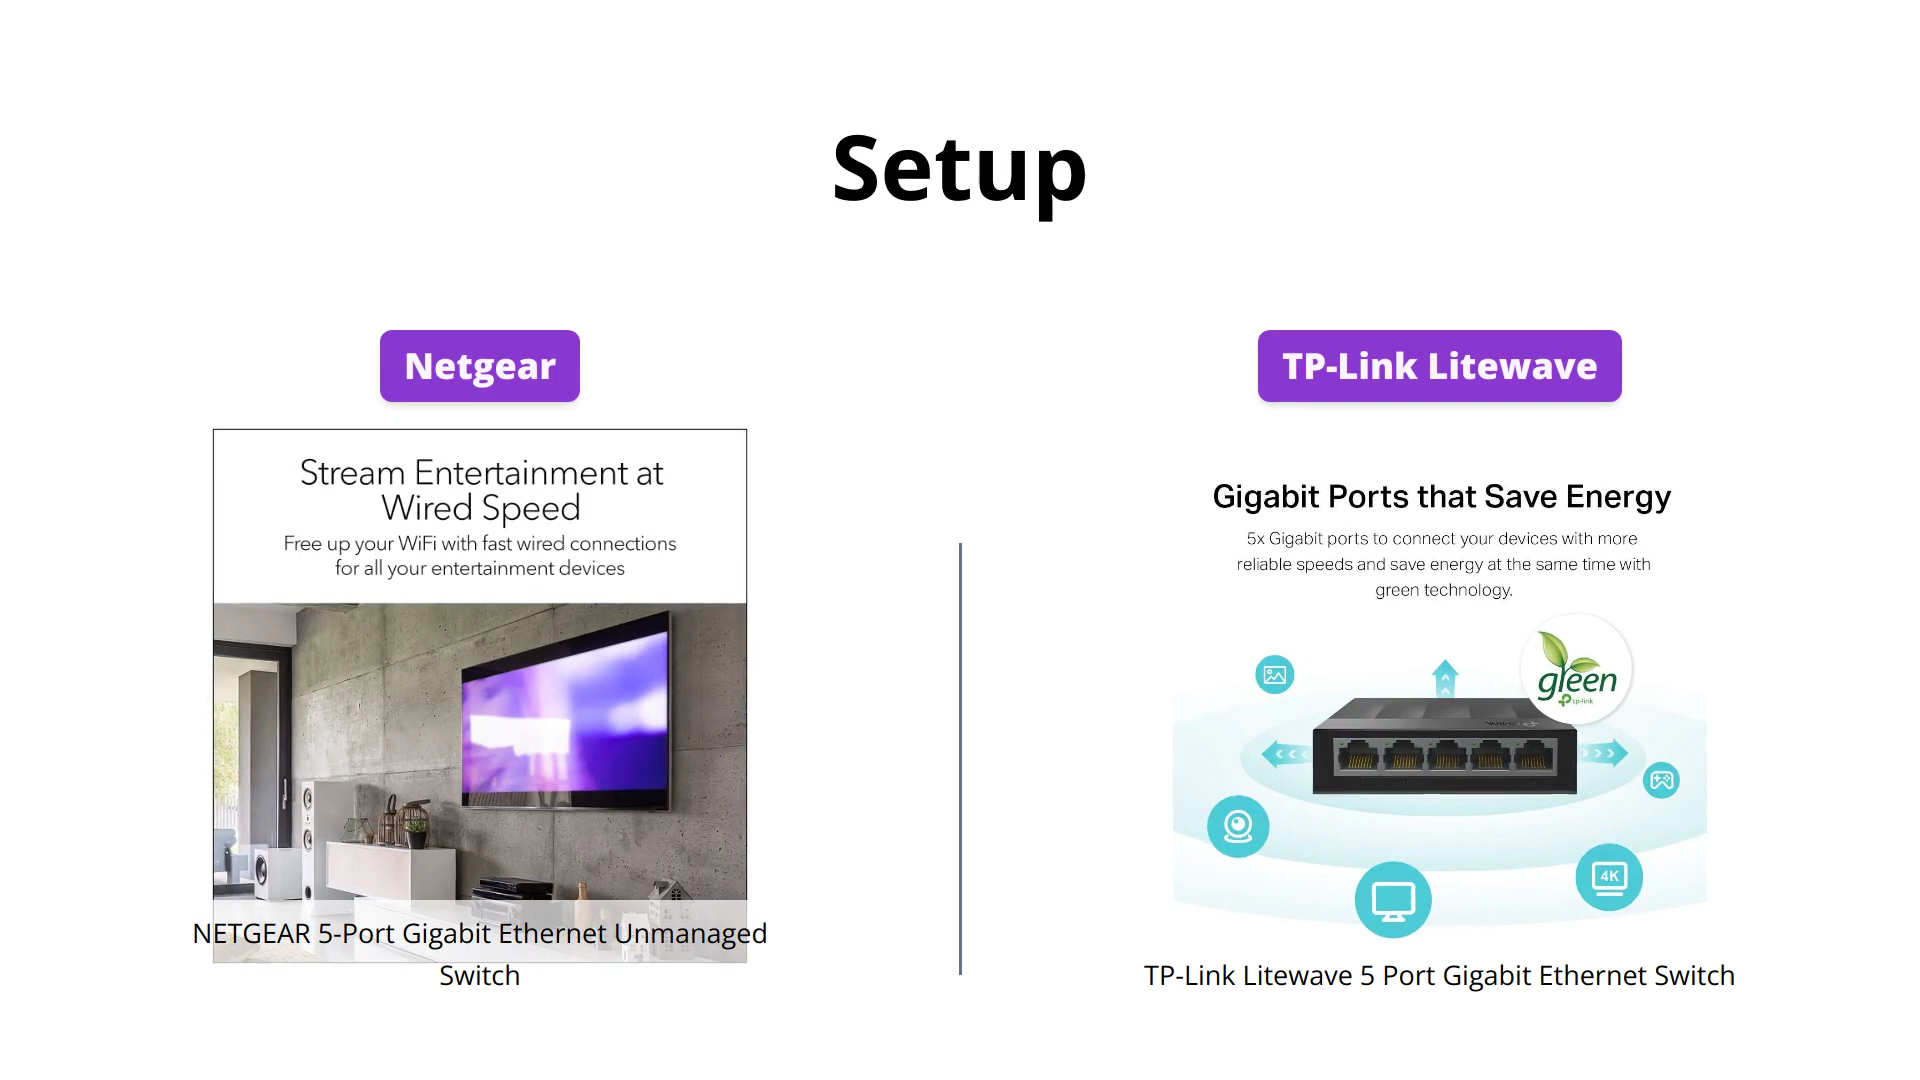 Setup
Netgear
Stream Entertainment at
Wired Speed
Free up your WiFi with fast wired connections
for all your entertainment devices
NETGEAR 5-Port Gigabit Ethernet Unmanaged
Switch
TP-Link Litewave
Gigabit Ports that Save Energy
5x Gigabit ports to connect your devices with more
reliable speeds and save energy at the same time with
green technology.
green
tp-link
4K
TP-Link Litewave 5 Port Gigabit Ethernet Switch